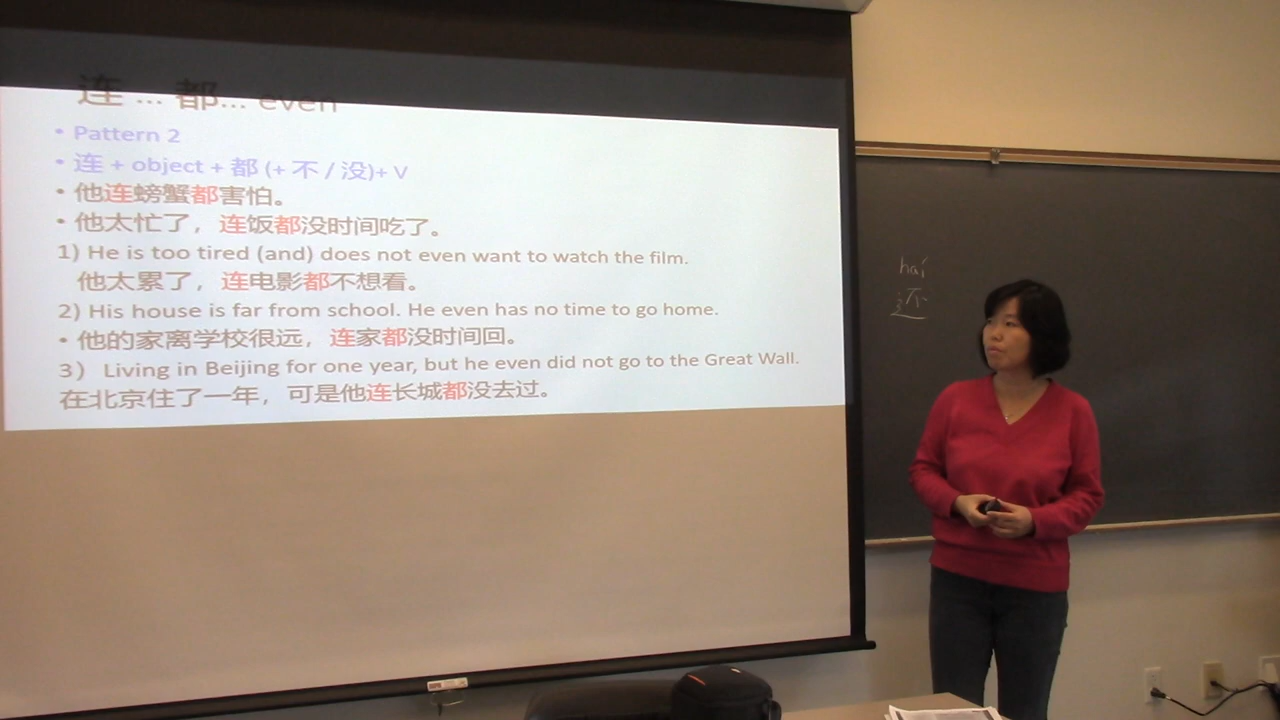 连 ... 都... even
• Pattern 2
• 连 + object + 都 (+ 不 / 没)+ V
• 他连螃蟹都害怕。
• 他太忙了，连饭都没时间吃了。
1) He is too tired (and) does not even want to watch the film.
他太累了，连电影都不想看。
2) His house is far from school. He even has no time to go home.
• 他的家离学校很远，连家都没时间回。
3） Living in Beijing for one year, but he even did not go to the Great Wall.
在北京住了一年，可是他连长城都没去过。
hái
还